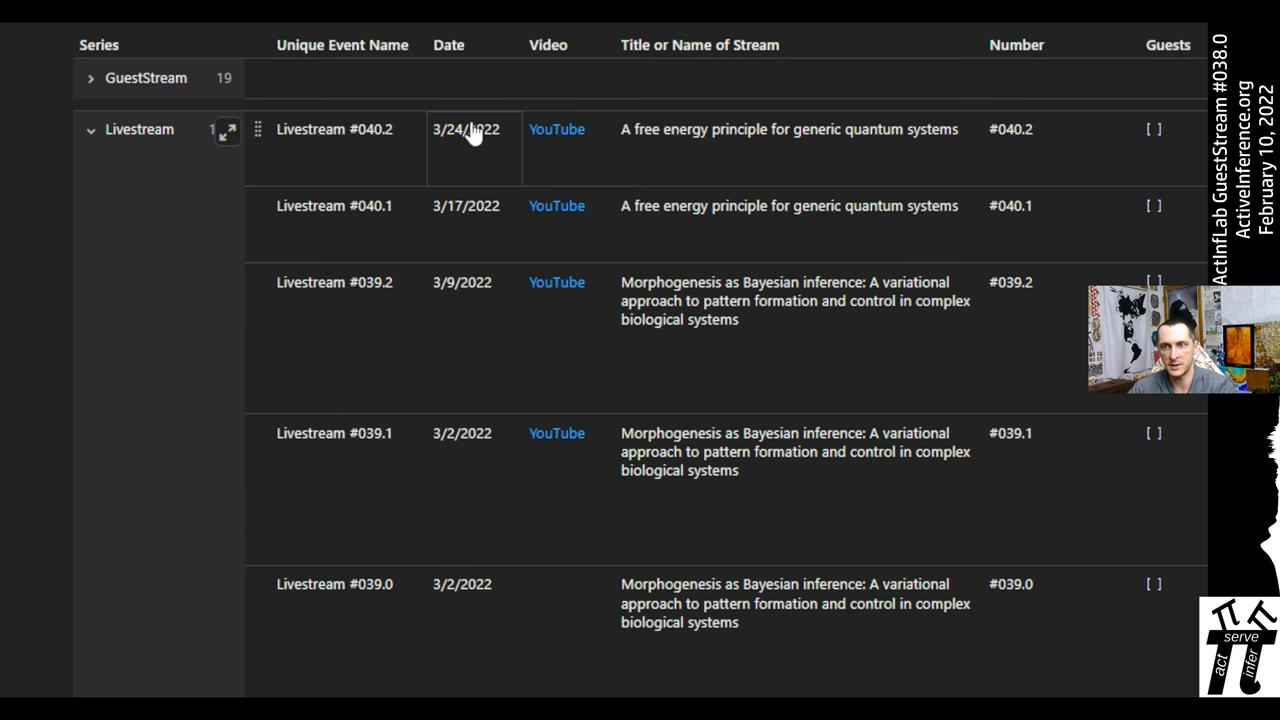 Series Unique Event Name Date Video Title or Name of Stream Number Guests
GuestStream 19
Livestream 1 Livestream #040.2 3/24/2022 YouTube A free energy principle for generic quantum systems #040.2 [ ]
Livestream #040.1 3/17/2022 YouTube A free energy principle for generic quantum systems #040.1 [ ]
Livestream #039.2 3/9/2022 YouTube Morphogenesis as Bayesian inference: A variational #039.2 [ ]
approach to pattern formation and control in complex
biological systems
Livestream #039.1 3/2/2022 YouTube Morphogenesis as Bayesian inference: A variational #039.1 [ ]
approach to pattern formation and control in complex
biological systems
Livestream #039.0 3/2/2022 Morphogenesis as Bayesian inference: A variational #039.0 [ ]
approach to pattern formation and control in complex
biological systems
ActInfLab GuestStream #038.0
ActiveInference.org
February 10, 2022
serve
act
infer